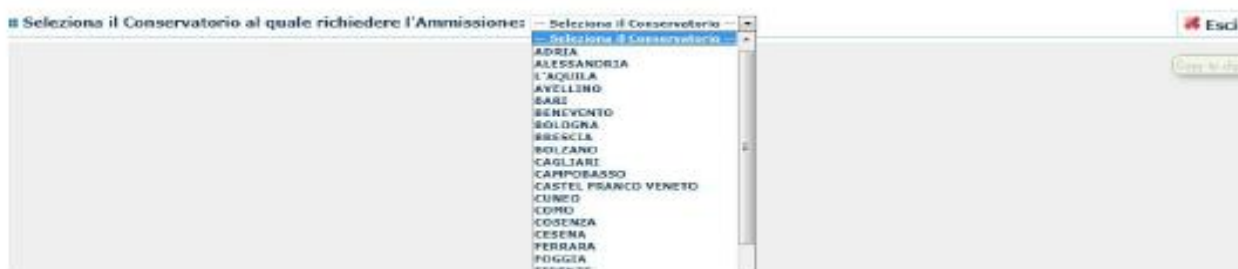 Seleziona il Conservatorio al quale richiedere l'Ammissione: -- Seleziona il Conservatorio -- Esci
-- Seleziona il Conservatorio --
ADRIA
ALESSANDRIA
L'AQUILA
AVELLINO
BARI
BENEVENTO
BOLOGNA
BRESCIA
BOLZANO
CAGLIARI
CAMPOBASSO
CASTEL FRANCO VENETO
CUNEO
COMO
COSENZA
CESENA
FERRARA
FOGGIA